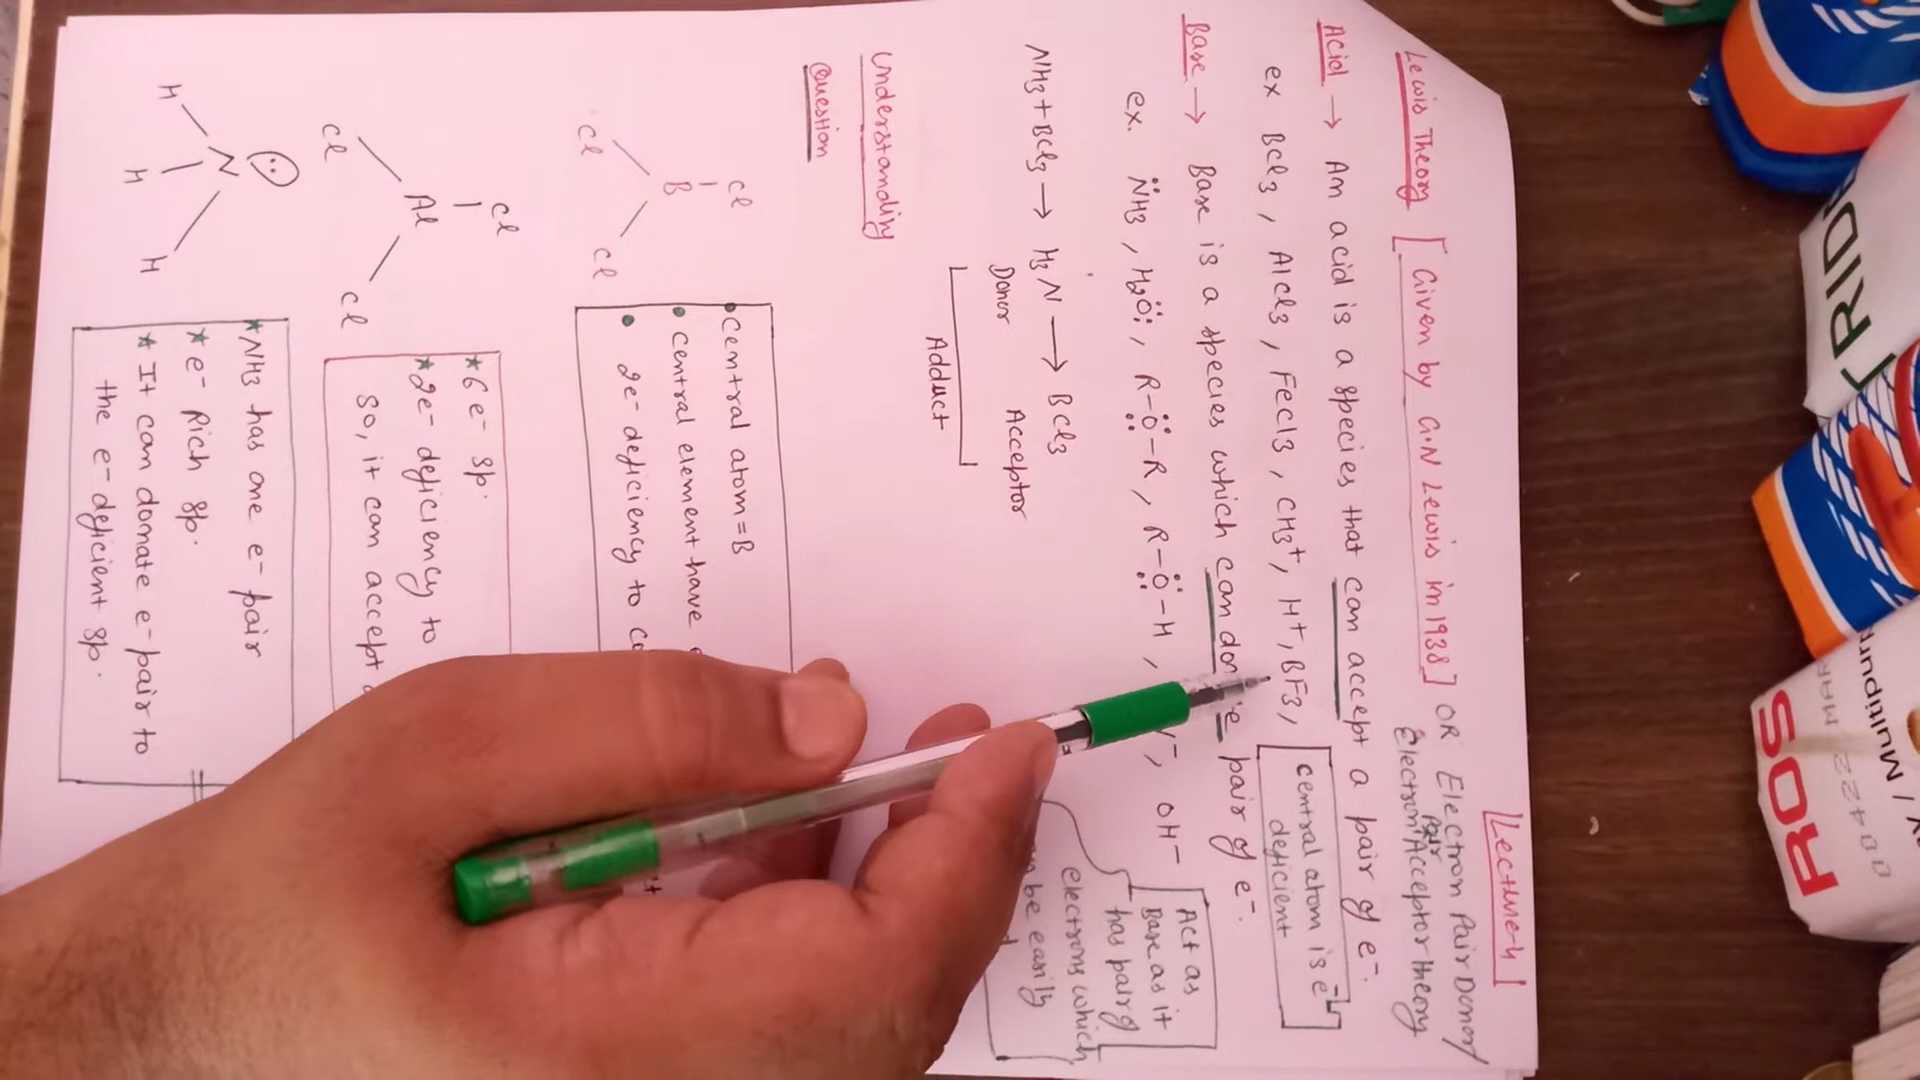 [Lecture-4]
Lewis Theory [Given by G.N Lewis in 1938] OR Electron Pair Donor/
Electron Pair Acceptor theory
Acid → An acid is a species that can accept a pair of e-.
ex BCl3, AlCl3, FeCl3, CH3+, H+, BF3,
central atom is e-
deficient
Base → Base is a species which can donate pair of e-.
ex. N̈H3, H2Ö:, R-Ö-R, R-Ö-H, OH-
Act as
Base as it
has pair of
electrons which
be easily
NH3+BCl3 → H3N → BCl3
Donor Acceptor
Adduct
Understanding
Question
Cl
B
Cl
Cl
•Central atom=B
•central element have
•2e- deficiency to
Cl
Al
Cl
Cl
*6e- sp.
*2e- deficiency to
So, it can accept
N
H
H
H
*NH3 has one e- pair
*e- Rich sp.
*It can donate e- pair to
the e- deficient sp.
TRID
Multipurp
MAR
0042
ROS